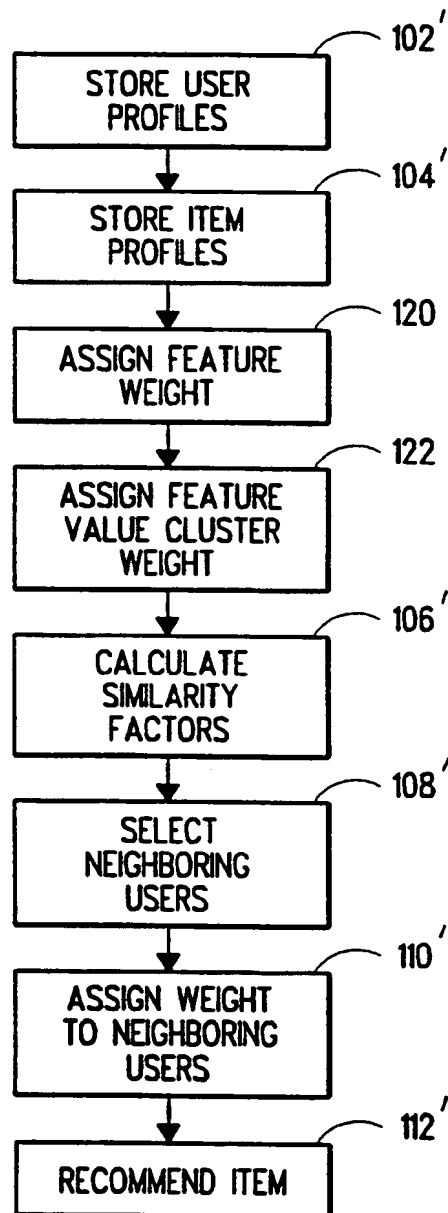 102'
STORE USER
PROFILES
104'
STORE ITEM
PROFILES
120
ASSIGN FEATURE
WEIGHT
122
ASSIGN FEATURE
VALUE CLUSTER
WEIGHT
106'
CALCULATE
SIMILARITY
FACTORS
108'
SELECT
NEIGHBORING
USERS
110'
ASSIGN WEIGHT
TO NEIGHBORING
USERS
112'
RECOMMEND ITEM